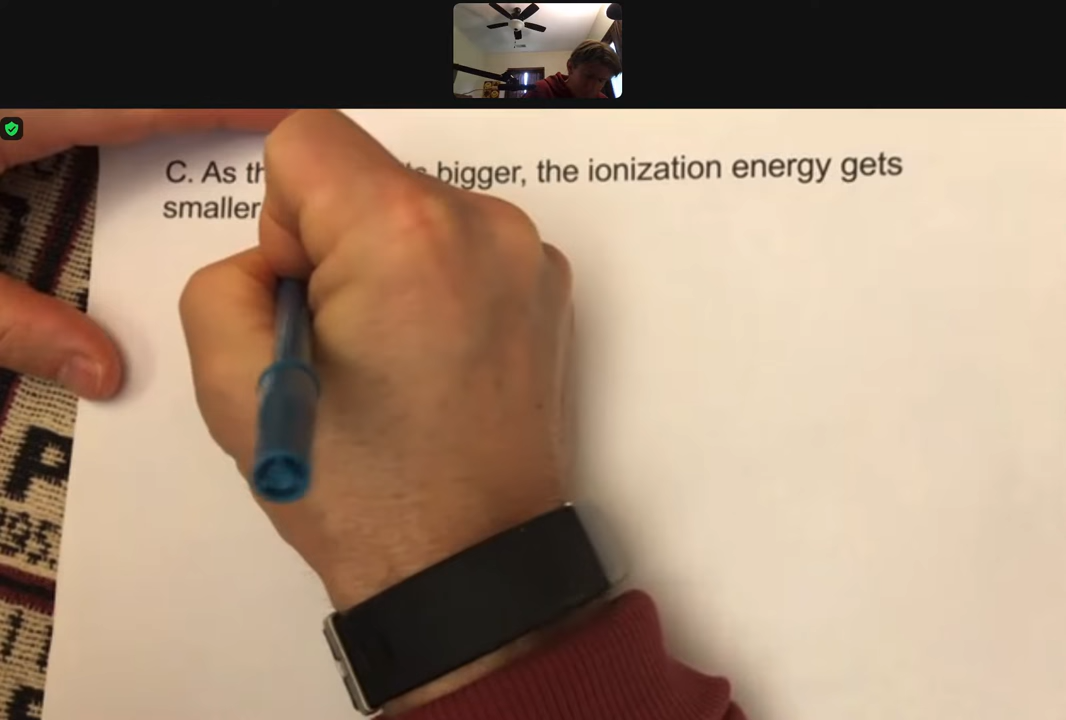 C. As th bigger, the ionization energy gets
smaller